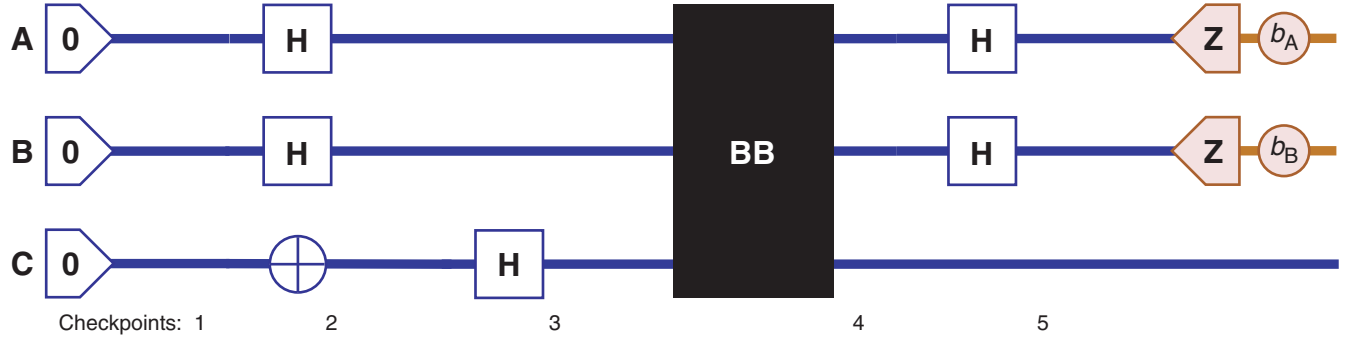 A 0 H H Z bA
B 0 H BB H Z bB
C 0 H
Checkpoints: 1 2 3 4 5